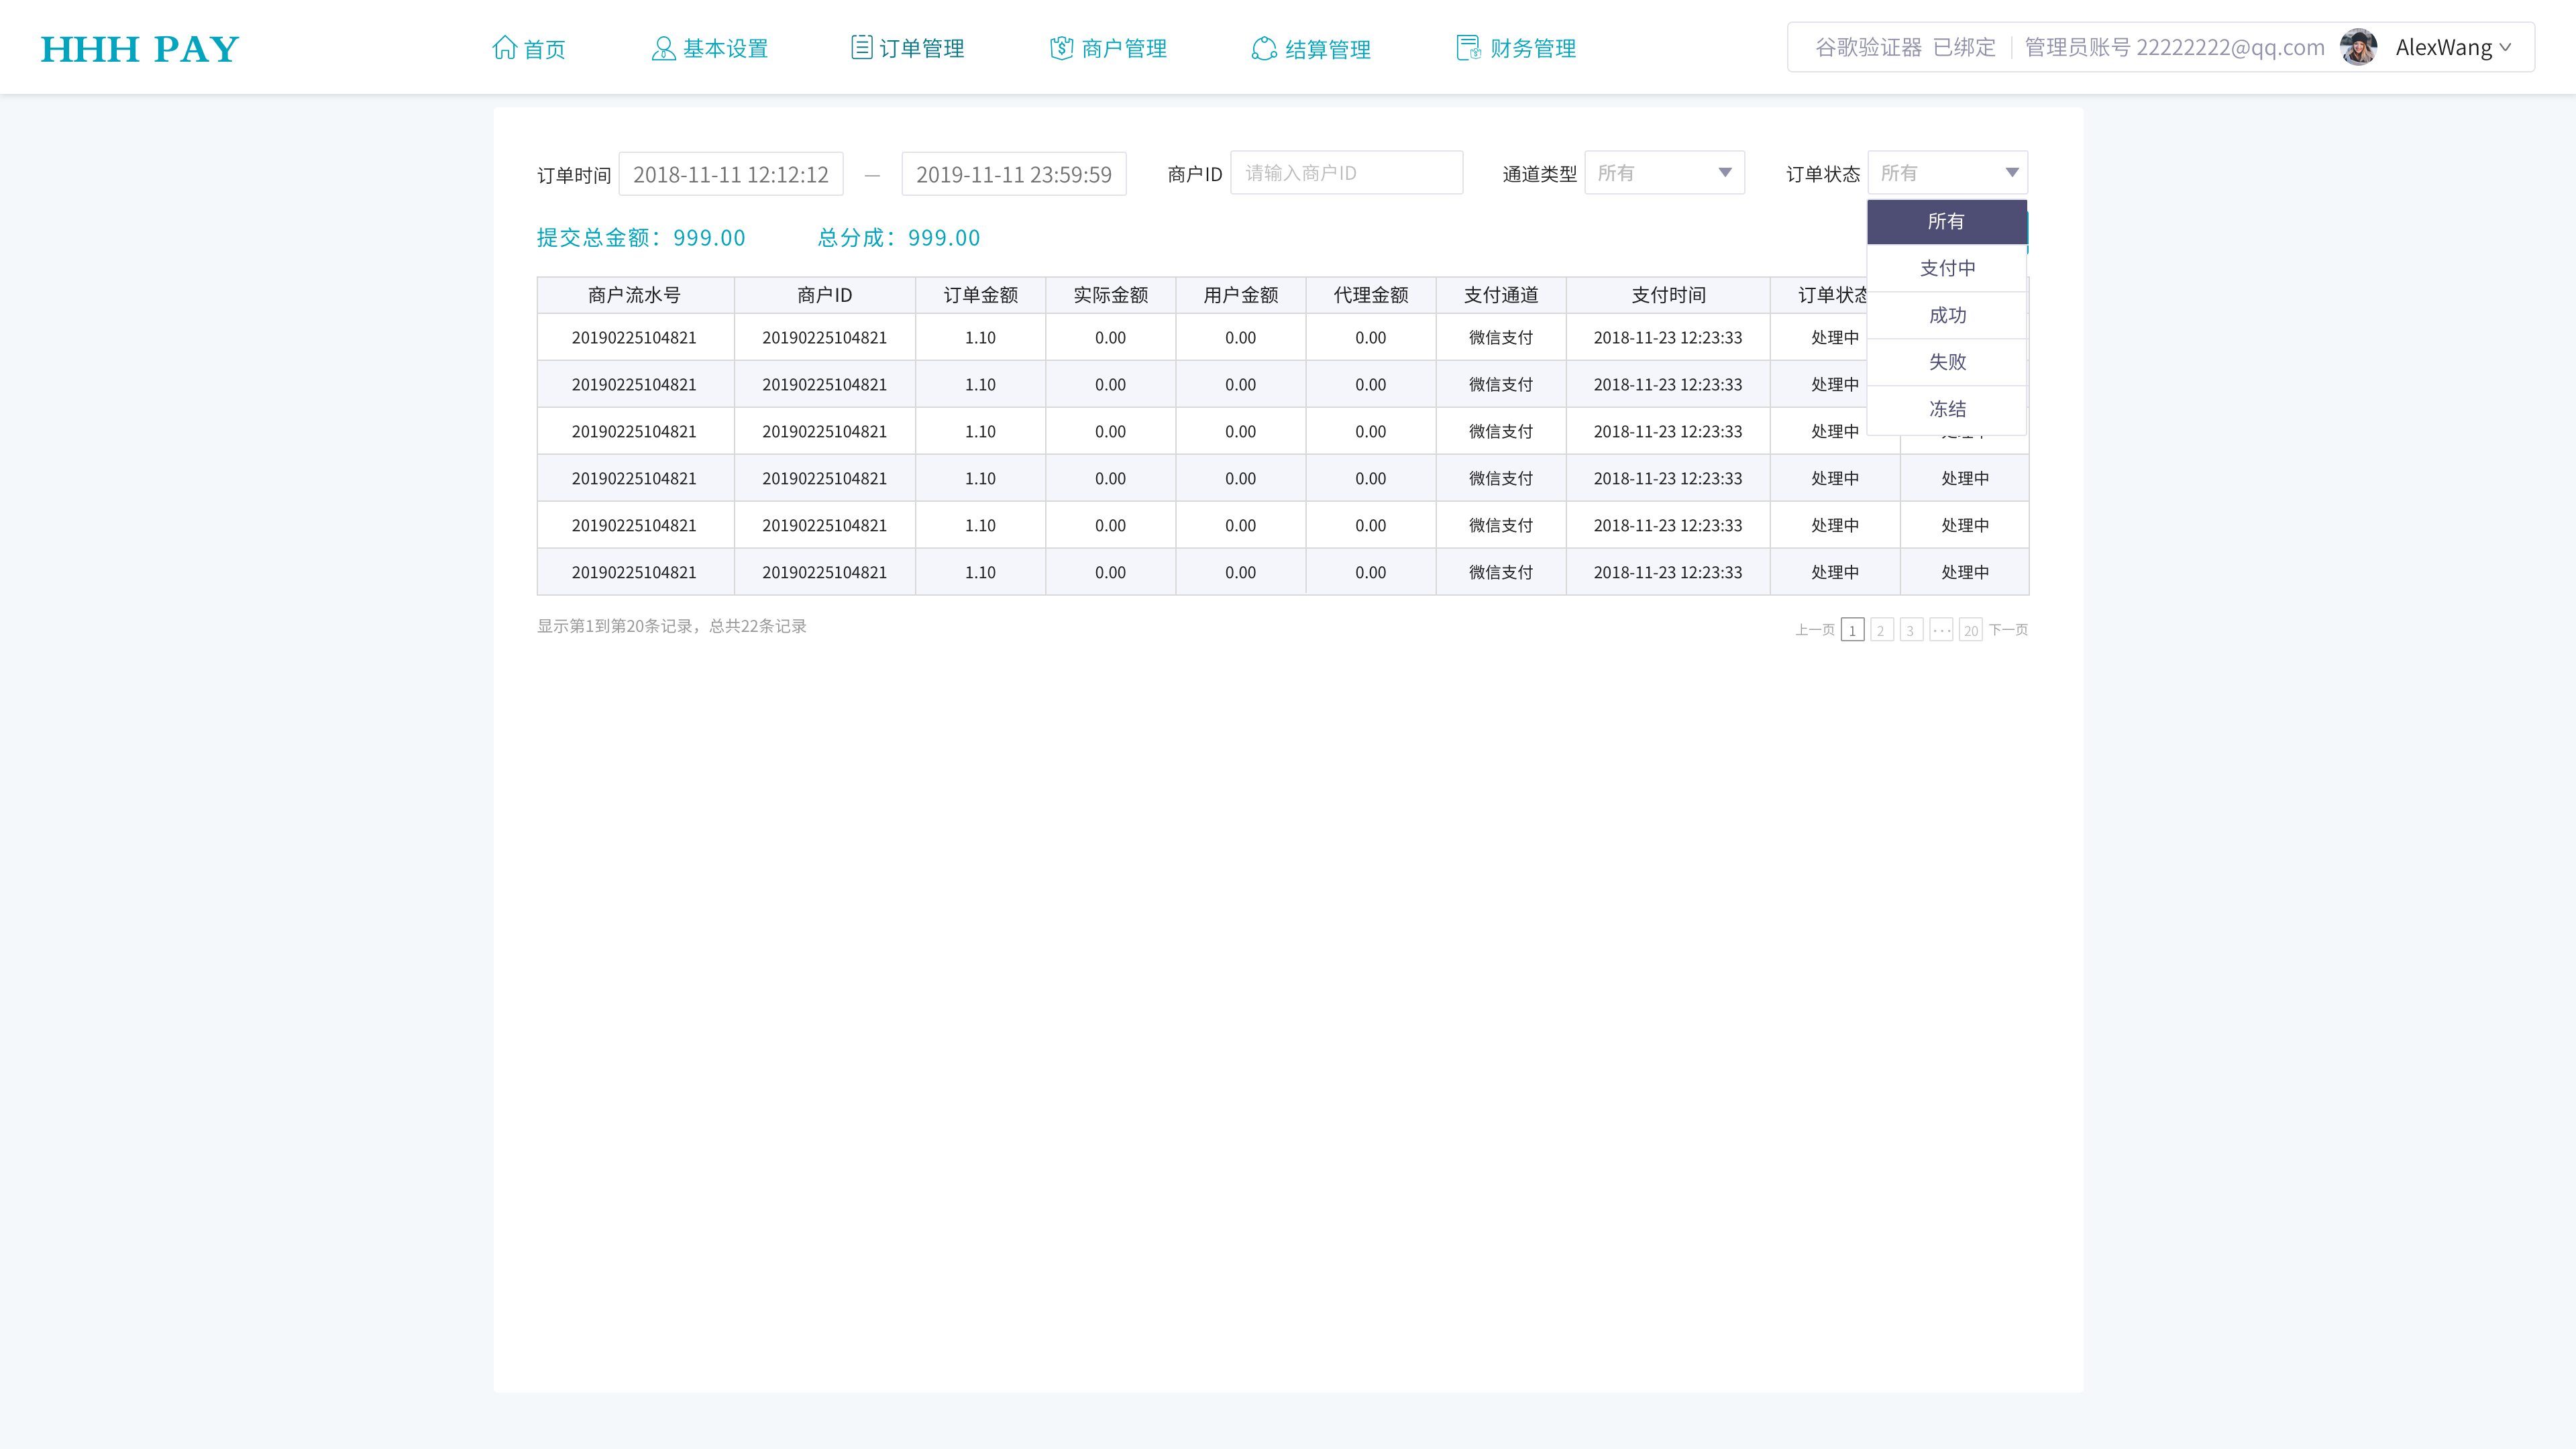 HHH PAY 首页 基本设置 订单管理 商户管理 结算管理 财务管理 谷歌验证器 已绑定 管理员账号 22222222@qq.com AlexWang
订单时间 2018-11-11 12:12:12 — 2019-11-11 23:59:59 商户ID 请输入商户ID 通道类型 所有 订单状态 所有
提交总金额：999.00 总分成：999.00
所有
支付中
成功
失败
冻结
商户流水号 商户ID 订单金额 实际金额 用户金额 代理金额 支付通道 支付时间 订单状态
20190225104821 20190225104821 1.10 0.00 0.00 0.00 微信支付 2018-11-23 12:23:33 处理中
20190225104821 20190225104821 1.10 0.00 0.00 0.00 微信支付 2018-11-23 12:23:33 处理中
20190225104821 20190225104821 1.10 0.00 0.00 0.00 微信支付 2018-11-23 12:23:33 处理中
20190225104821 20190225104821 1.10 0.00 0.00 0.00 微信支付 2018-11-23 12:23:33 处理中 处理中
20190225104821 20190225104821 1.10 0.00 0.00 0.00 微信支付 2018-11-23 12:23:33 处理中 处理中
20190225104821 20190225104821 1.10 0.00 0.00 0.00 微信支付 2018-11-23 12:23:33 处理中 处理中
显示第1到第20条记录，总共22条记录
上一页 1 2 3 ··· 20 下一页